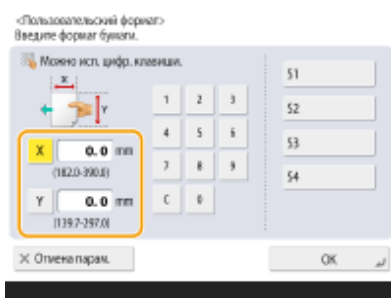 <Пользовательский формат>
Введите формат бумаги.
Можно исп. цифр. клавиши.
X
Y
1 2 3
4 5 6
7 8 9
C 0
X 0.0 mm
(182.0-390.0)
Y 0.0 mm
(139.7-297.0)
S1
S2
S3
S4
× Отмена парам.
OK